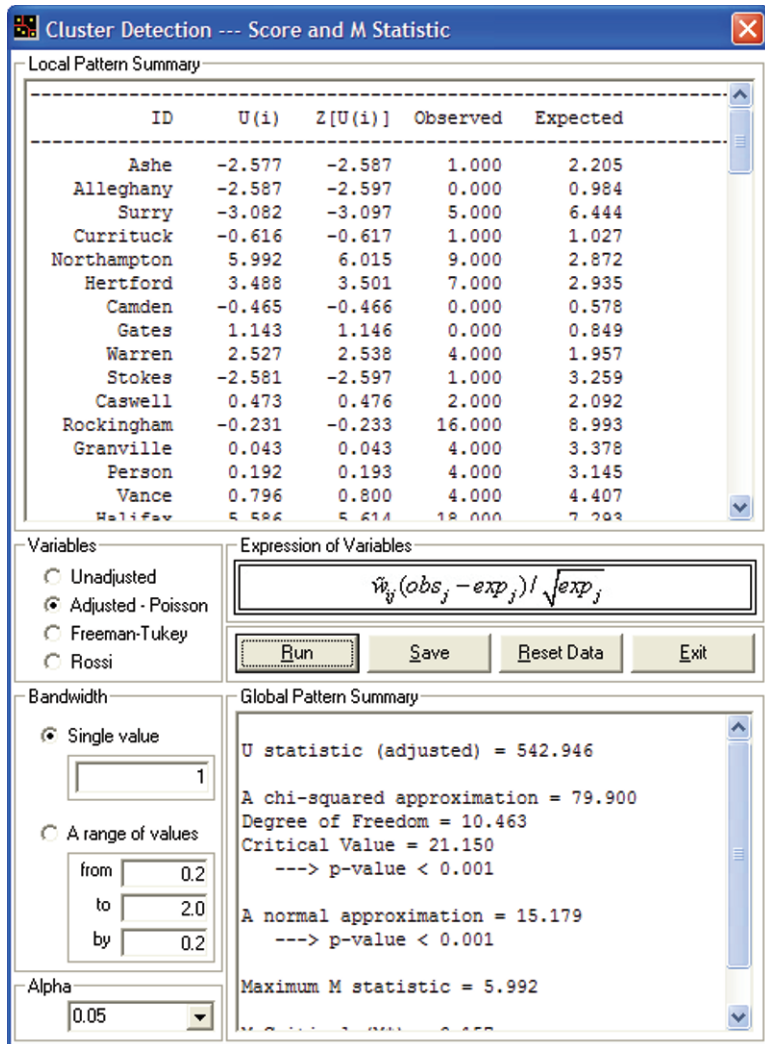 Cluster Detection --- Score and M Statistic
Local Pattern Summary
ID U(i) Z[U(i)] Observed Expected
Ashe -2.577 -2.587 1.000 2.205
Alleghany -2.587 -2.597 0.000 0.984
Surry -3.082 -3.097 5.000 6.444
Currituck -0.616 -0.617 1.000 1.027
Northampton 5.992 6.015 9.000 2.872
Hertford 3.488 3.501 7.000 2.935
Camden -0.465 -0.466 0.000 0.578
Gates 1.143 1.146 0.000 0.849
Warren 2.527 2.538 4.000 1.957
Stokes -2.581 -2.597 1.000 3.259
Caswell 0.473 0.476 2.000 2.092
Rockingham -0.231 -0.233 16.000 8.993
Granville 0.043 0.043 4.000 3.378
Person 0.192 0.193 4.000 3.145
Vance 0.796 0.800 4.000 4.407
Halifax 5.586 5.614 18.000 7.293
Variables
Unadjusted
Adjusted - Poisson
Freeman-Tukey
Rossi
Expression of Variables
w̃_ij(obs_j − exp_j) / √exp_j
Run Save Reset Data Exit
Bandwidth
Single value
1
A range of values
from 0.2
to 2.0
by 0.2
Alpha
0.05
Global Pattern Summary
U statistic (adjusted) = 542.946
A chi-squared approximation = 79.900
Degree of Freedom = 10.463
Critical Value = 21.150
---> p-value < 0.001
A normal approximation = 15.179
---> p-value < 0.001
Maximum M statistic = 5.992